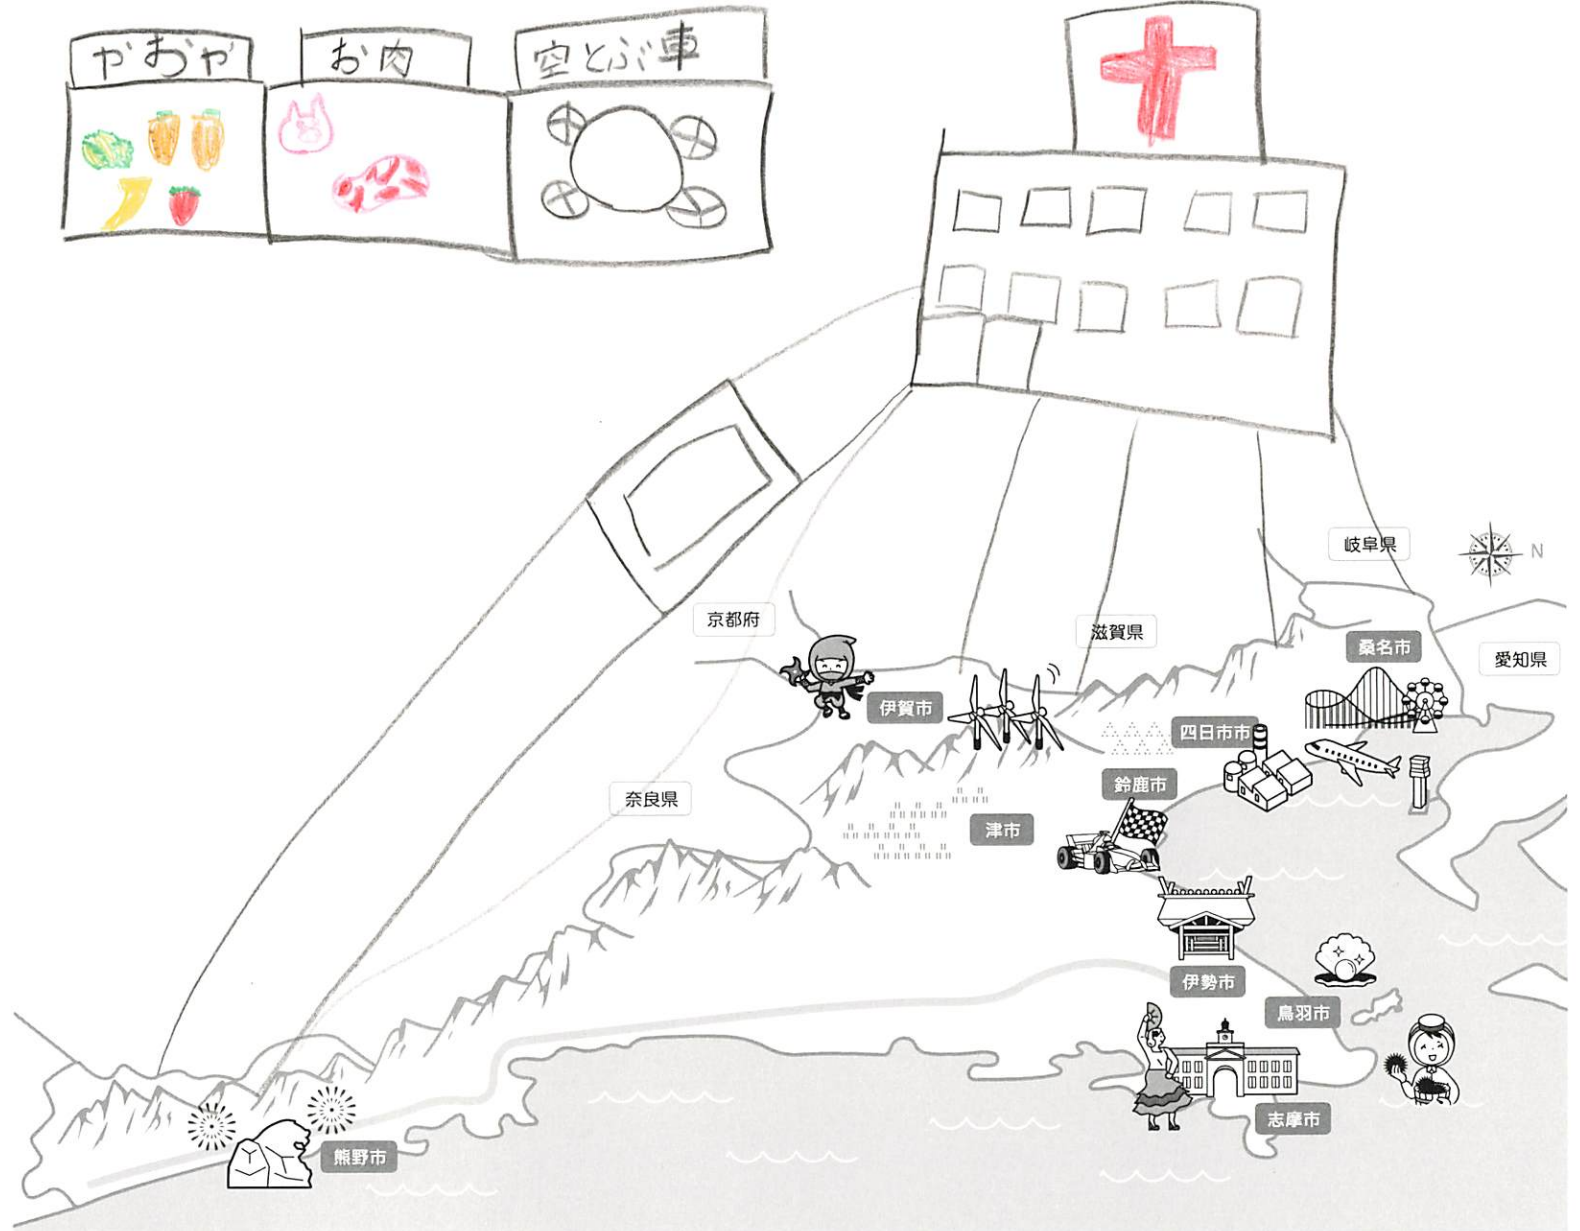 やおや
お肉
空とぶ車
岐阜県
N
京都府
滋賀県
桑名市
愛知県
伊賀市
四日市市
鈴鹿市
奈良県
津市
伊勢市
鳥羽市
志摩市
熊野市